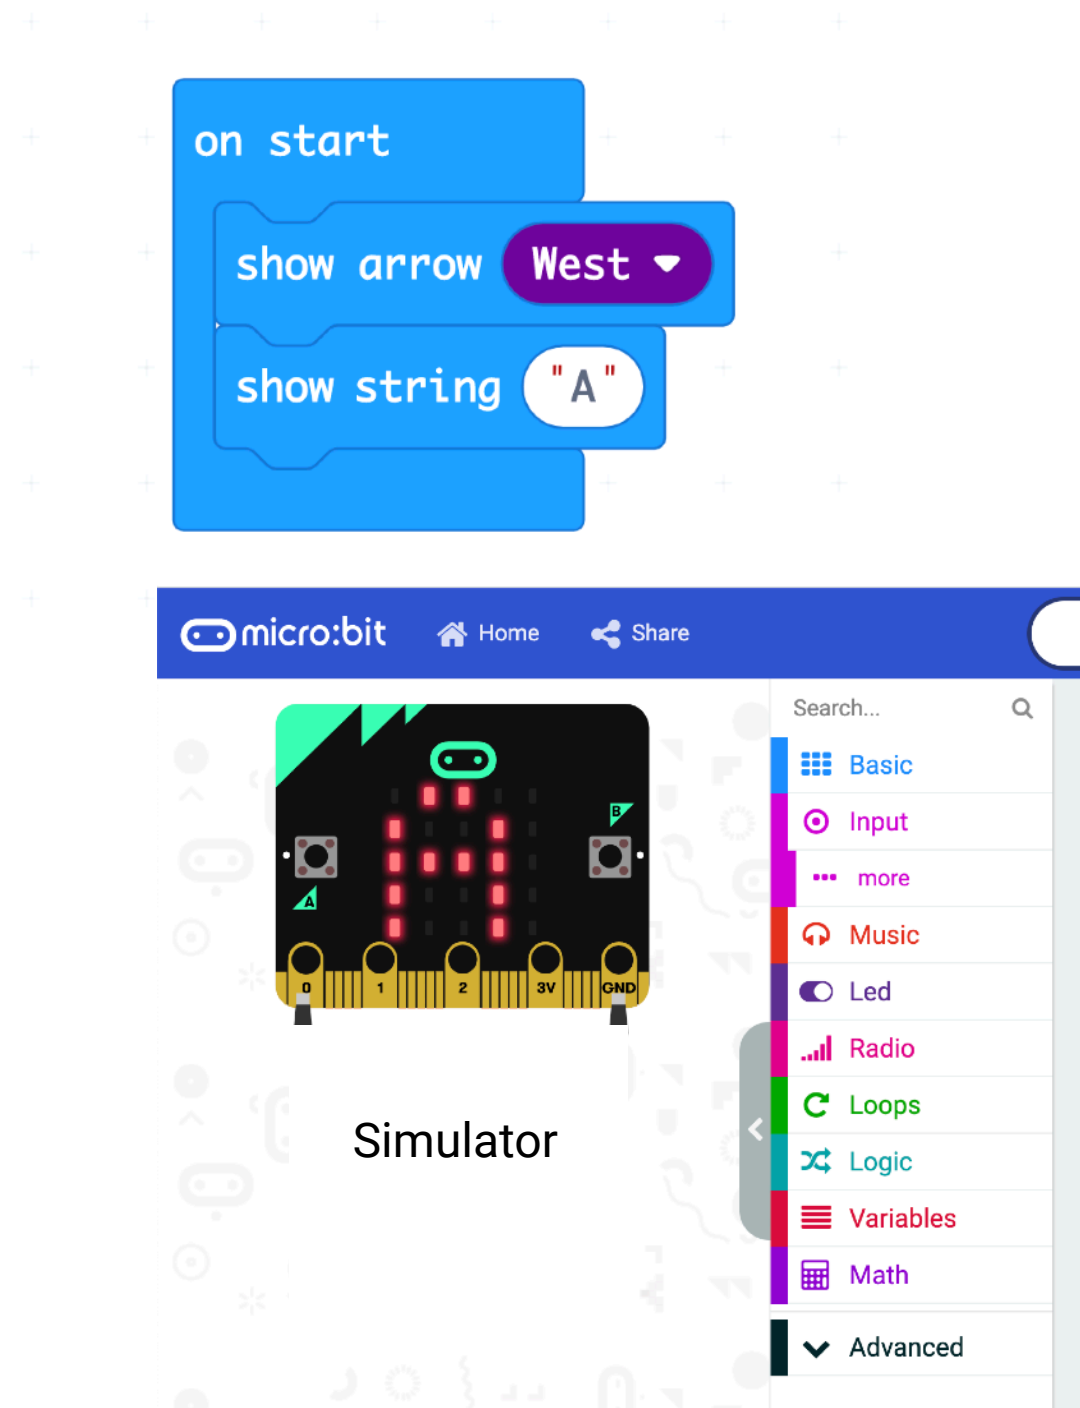 on start
show arrow West
show string "A"
micro:bit Home Share
Search...
Basic
Input
more
Music
Led
Radio
Loops
Logic
Variables
Math
Advanced
B
A
0 1 2 3V GND
Simulator